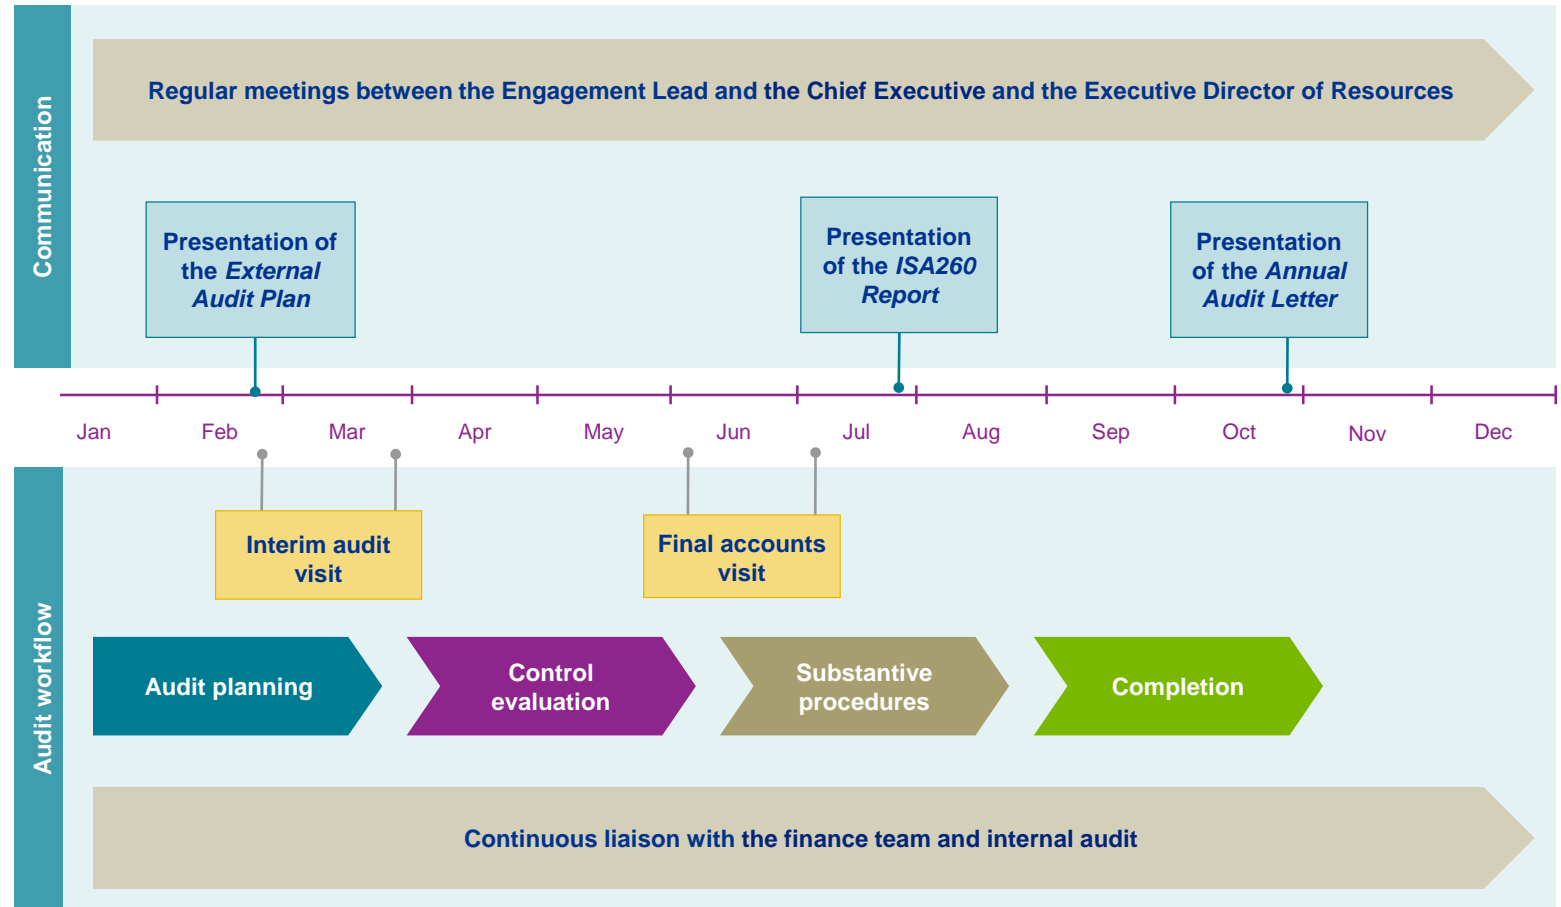 Communication
Regular meetings between the Engagement Lead and the Chief Executive and the Executive Director of Resources
Presentation of
the External
Audit Plan
Presentation
of the ISA260
Report
Presentation
of the Annual
Audit Letter
Jan Feb Mar Apr May Jun Jul Aug Sep Oct Nov Dec
Audit workflow
Interim audit
visit
Final accounts
visit
Audit planning
Control
evaluation
Substantive
procedures
Completion
Continuous liaison with the finance team and internal audit